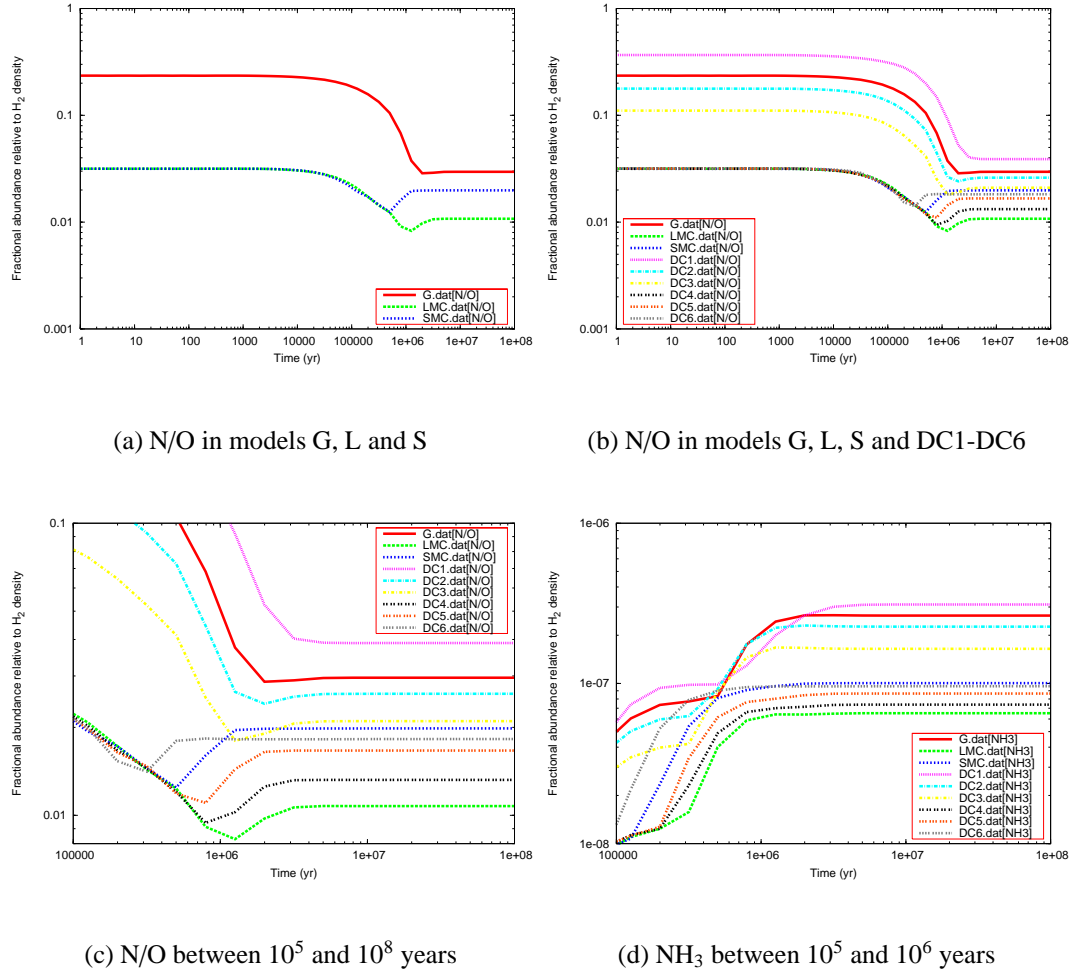 Fractional abundance relative to H2 density
1
0.1
0.01
0.001
1
10
100
1000
10000
100000
1e+06
1e+07
1e+08
Time (yr)
G.dat[N/O]
LMC.dat[N/O]
SMC.dat[N/O]
(a) N/O in models G, L and S
Fractional abundance relative to H2 density
1
0.1
0.01
0.001
1
10
100
1000
10000
100000
1e+06
1e+07
1e+08
Time (yr)
G.dat[N/O]
LMC.dat[N/O]
SMC.dat[N/O]
DC1.dat[N/O]
DC2.dat[N/O]
DC3.dat[N/O]
DC4.dat[N/O]
DC5.dat[N/O]
DC6.dat[N/O]
(b) N/O in models G, L, S and DC1-DC6
Fractional abundance relative to H2 density
0.1
0.01
100000
1e+06
1e+07
1e+08
Time (yr)
G.dat[N/O]
LMC.dat[N/O]
SMC.dat[N/O]
DC1.dat[N/O]
DC2.dat[N/O]
DC3.dat[N/O]
DC4.dat[N/O]
DC5.dat[N/O]
DC6.dat[N/O]
(c) N/O between 10^5 and 10^8 years
Fractional abundance relative to H2 density
1e-06
1e-07
1e-08
100000
1e+06
1e+07
1e+08
Time (yr)
G.dat[NH3]
LMC.dat[NH3]
SMC.dat[NH3]
DC1.dat[NH3]
DC2.dat[NH3]
DC3.dat[NH3]
DC4.dat[NH3]
DC5.dat[NH3]
DC6.dat[NH3]
(d) NH3 between 10^5 and 10^6 years